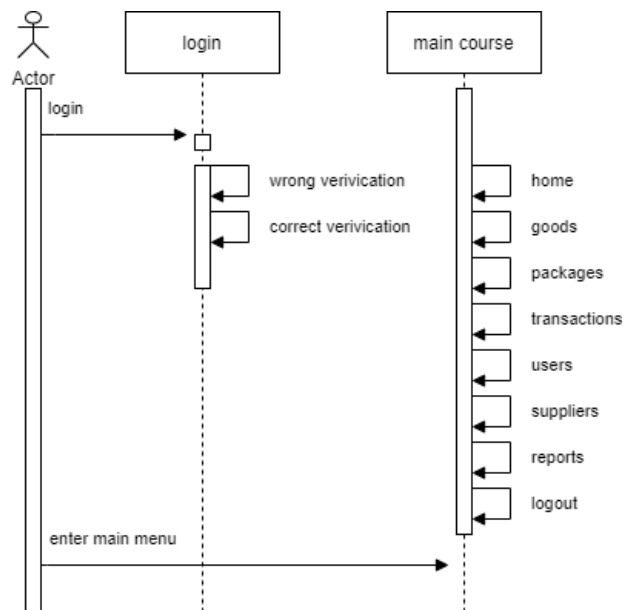 login
main course
Actor
login
wrong verivication
home
correct verivication
goods
packages
transactions
users
suppliers
reports
logout
enter main menu